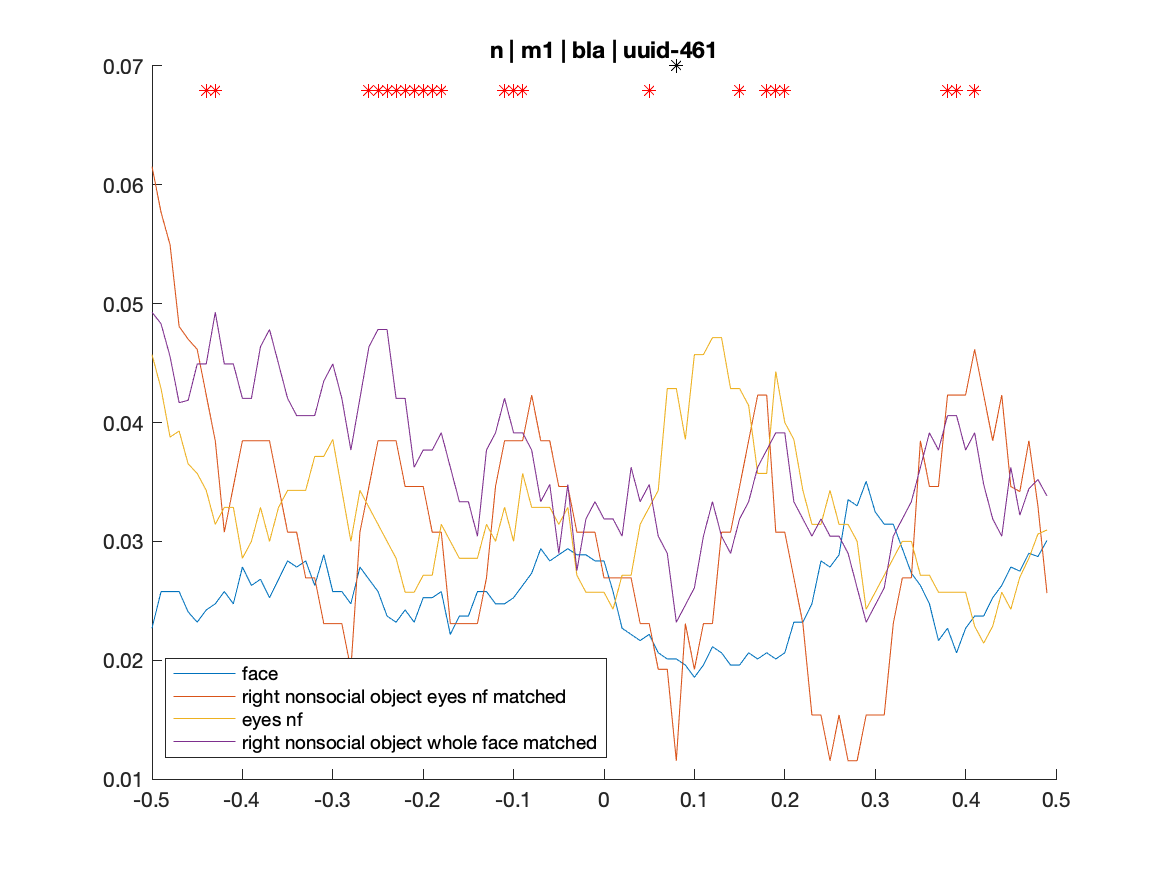 n | m1 | bla | uuid-461
0.07
0.06
0.05
0.04
0.03
0.02
0.01
face
right nonsocial object eyes nf matched
eyes nf
right nonsocial object whole face matched
-0.5 -0.4 -0.3 -0.2 -0.1 0 0.1 0.2 0.3 0.4 0.5